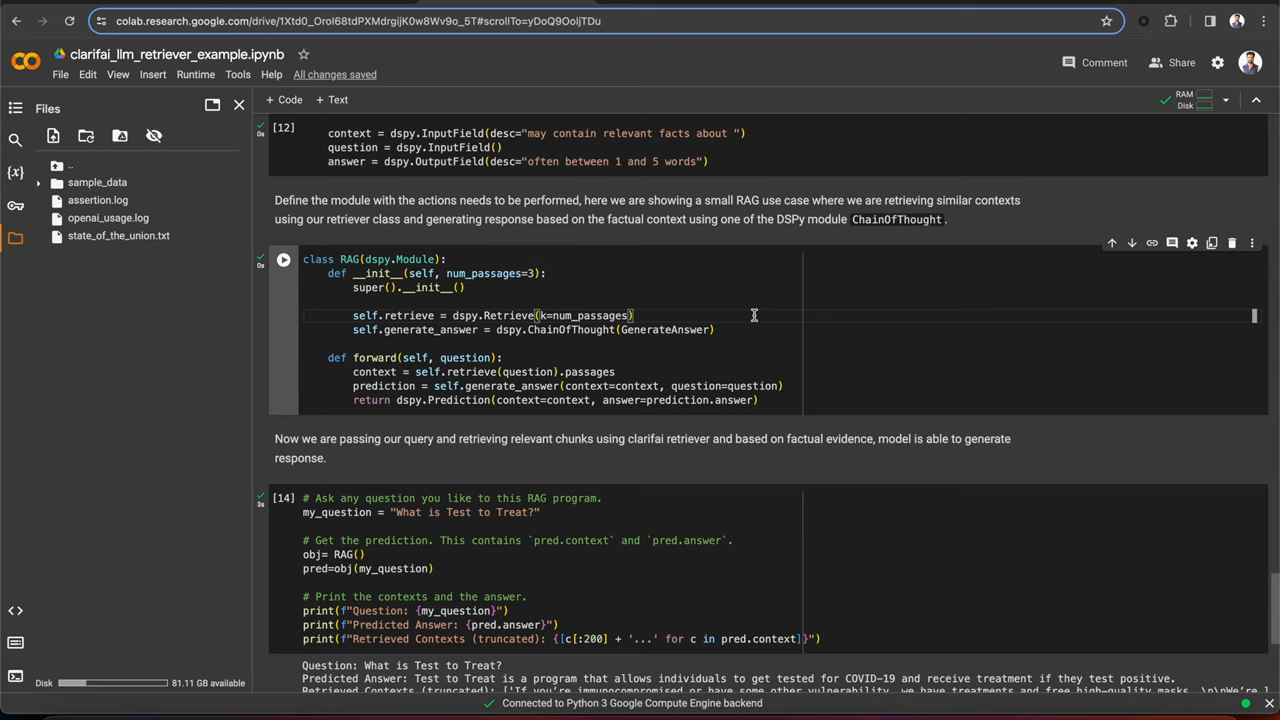 colab.research.google.com/drive/1Xtd0_Orol68tdPXMdrgijK0w8Wv9o_5T#scrollTo=yDoQ9OoljTDu
clarifai_llm_retriever_example.ipynb
File Edit View Insert Runtime Tools Help All changes saved
Comment
Share
Files
+ Code + Text
RAM
Disk
..
sample_data
assertion.log
openai_usage.log
state_of_the_union.txt
[12]
0s
context = dspy.InputField(desc="may contain relevant facts about ")
question = dspy.InputField()
answer = dspy.OutputField(desc="often between 1 and 5 words")
Define the module with the actions needs to be performed, here we are showing a small RAG use case where we are retrieving similar contexts
using our retriever class and generating response based on the factual context using one of the DSPy module ChainOfThought.
0s
class RAG(dspy.Module):
def __init__(self, num_passages=3):
super().__init__()
self.retrieve = dspy.Retrieve(k=num_passages)
self.generate_answer = dspy.ChainOfThought(GenerateAnswer)
def forward(self, question):
context = self.retrieve(question).passages
prediction = self.generate_answer(context=context, question=question)
return dspy.Prediction(context=context, answer=prediction.answer)
Now we are passing our query and retrieving relevant chunks using clarifai retriever and based on factual evidence, model is able to generate
response.
[14]
3s
# Ask any question you like to this RAG program.
my_question = "What is Test to Treat?"
# Get the prediction. This contains `pred.context` and `pred.answer`.
obj= RAG()
pred=obj(my_question)
# Print the contexts and the answer.
print(f"Question: {my_question}")
print(f"Predicted Answer: {pred.answer}")
print(f"Retrieved Contexts (truncated): {[c[:200] + '...' for c in pred.context]}")
Question: What is Test to Treat?
Predicted Answer: Test to Treat is a program that allows individuals to get tested for COVID-19 and receive treatment if they test positive.
Retrieved Contexts (truncated): ['If you're immunocompromised or have some other vulnerability, we have treatments and free high-quality masks. \n\nWe're l
Disk 81.11 GB available
Connected to Python 3 Google Compute Engine backend